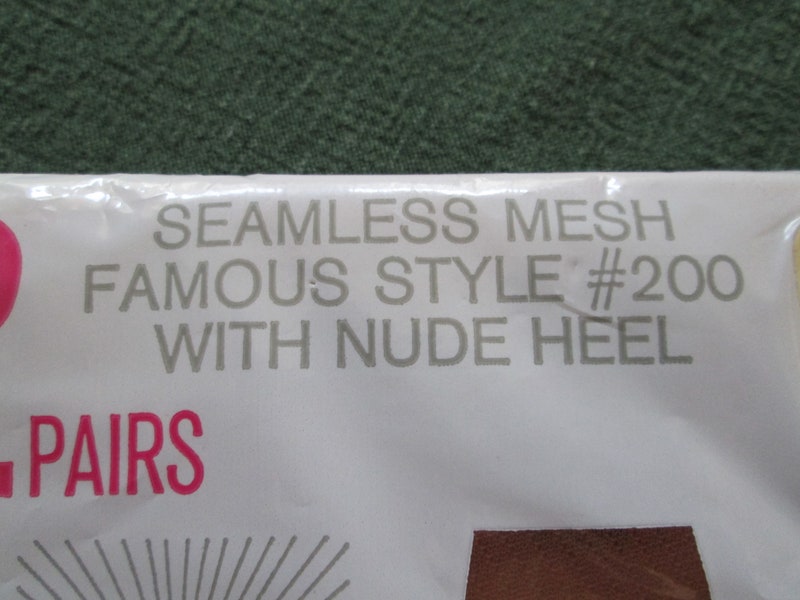 SEAMLESS MESH
FAMOUS STYLE #200
WITH NUDE HEEL
PAIRS